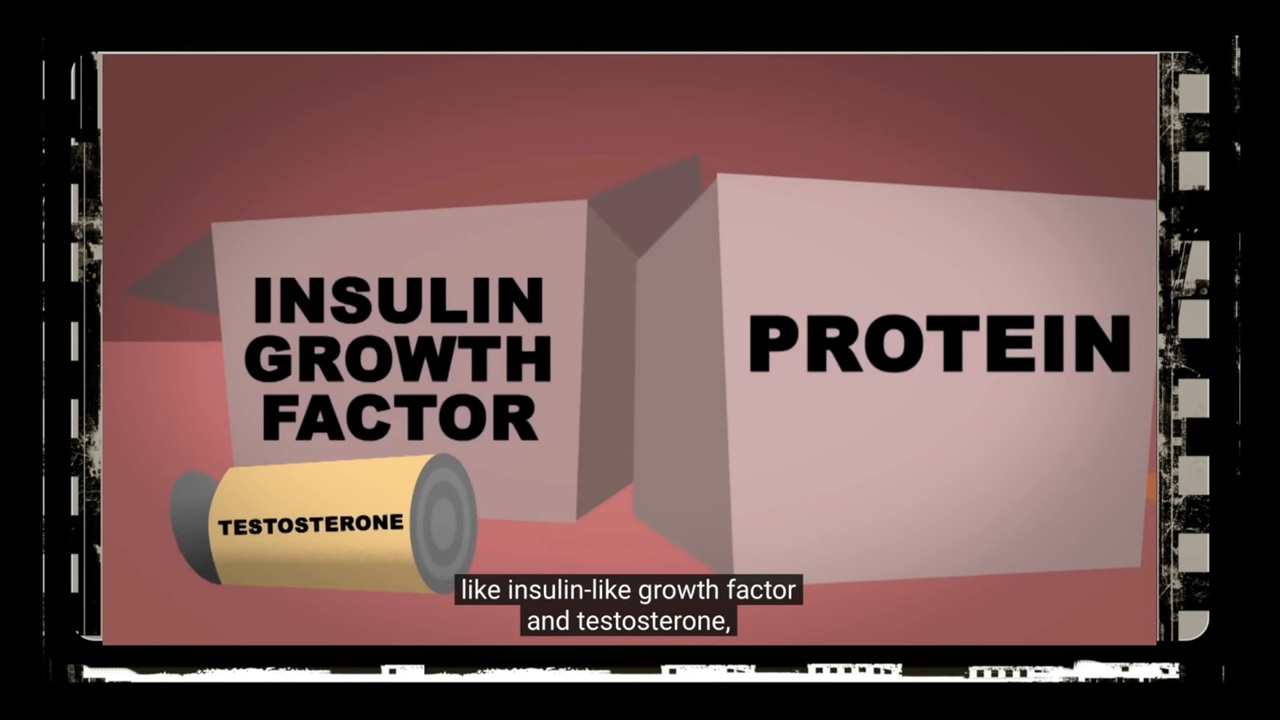 INSULIN
GROWTH
FACTOR
PROTEIN
TESTOSTERONE
like insulin-like growth factor
and testosterone,